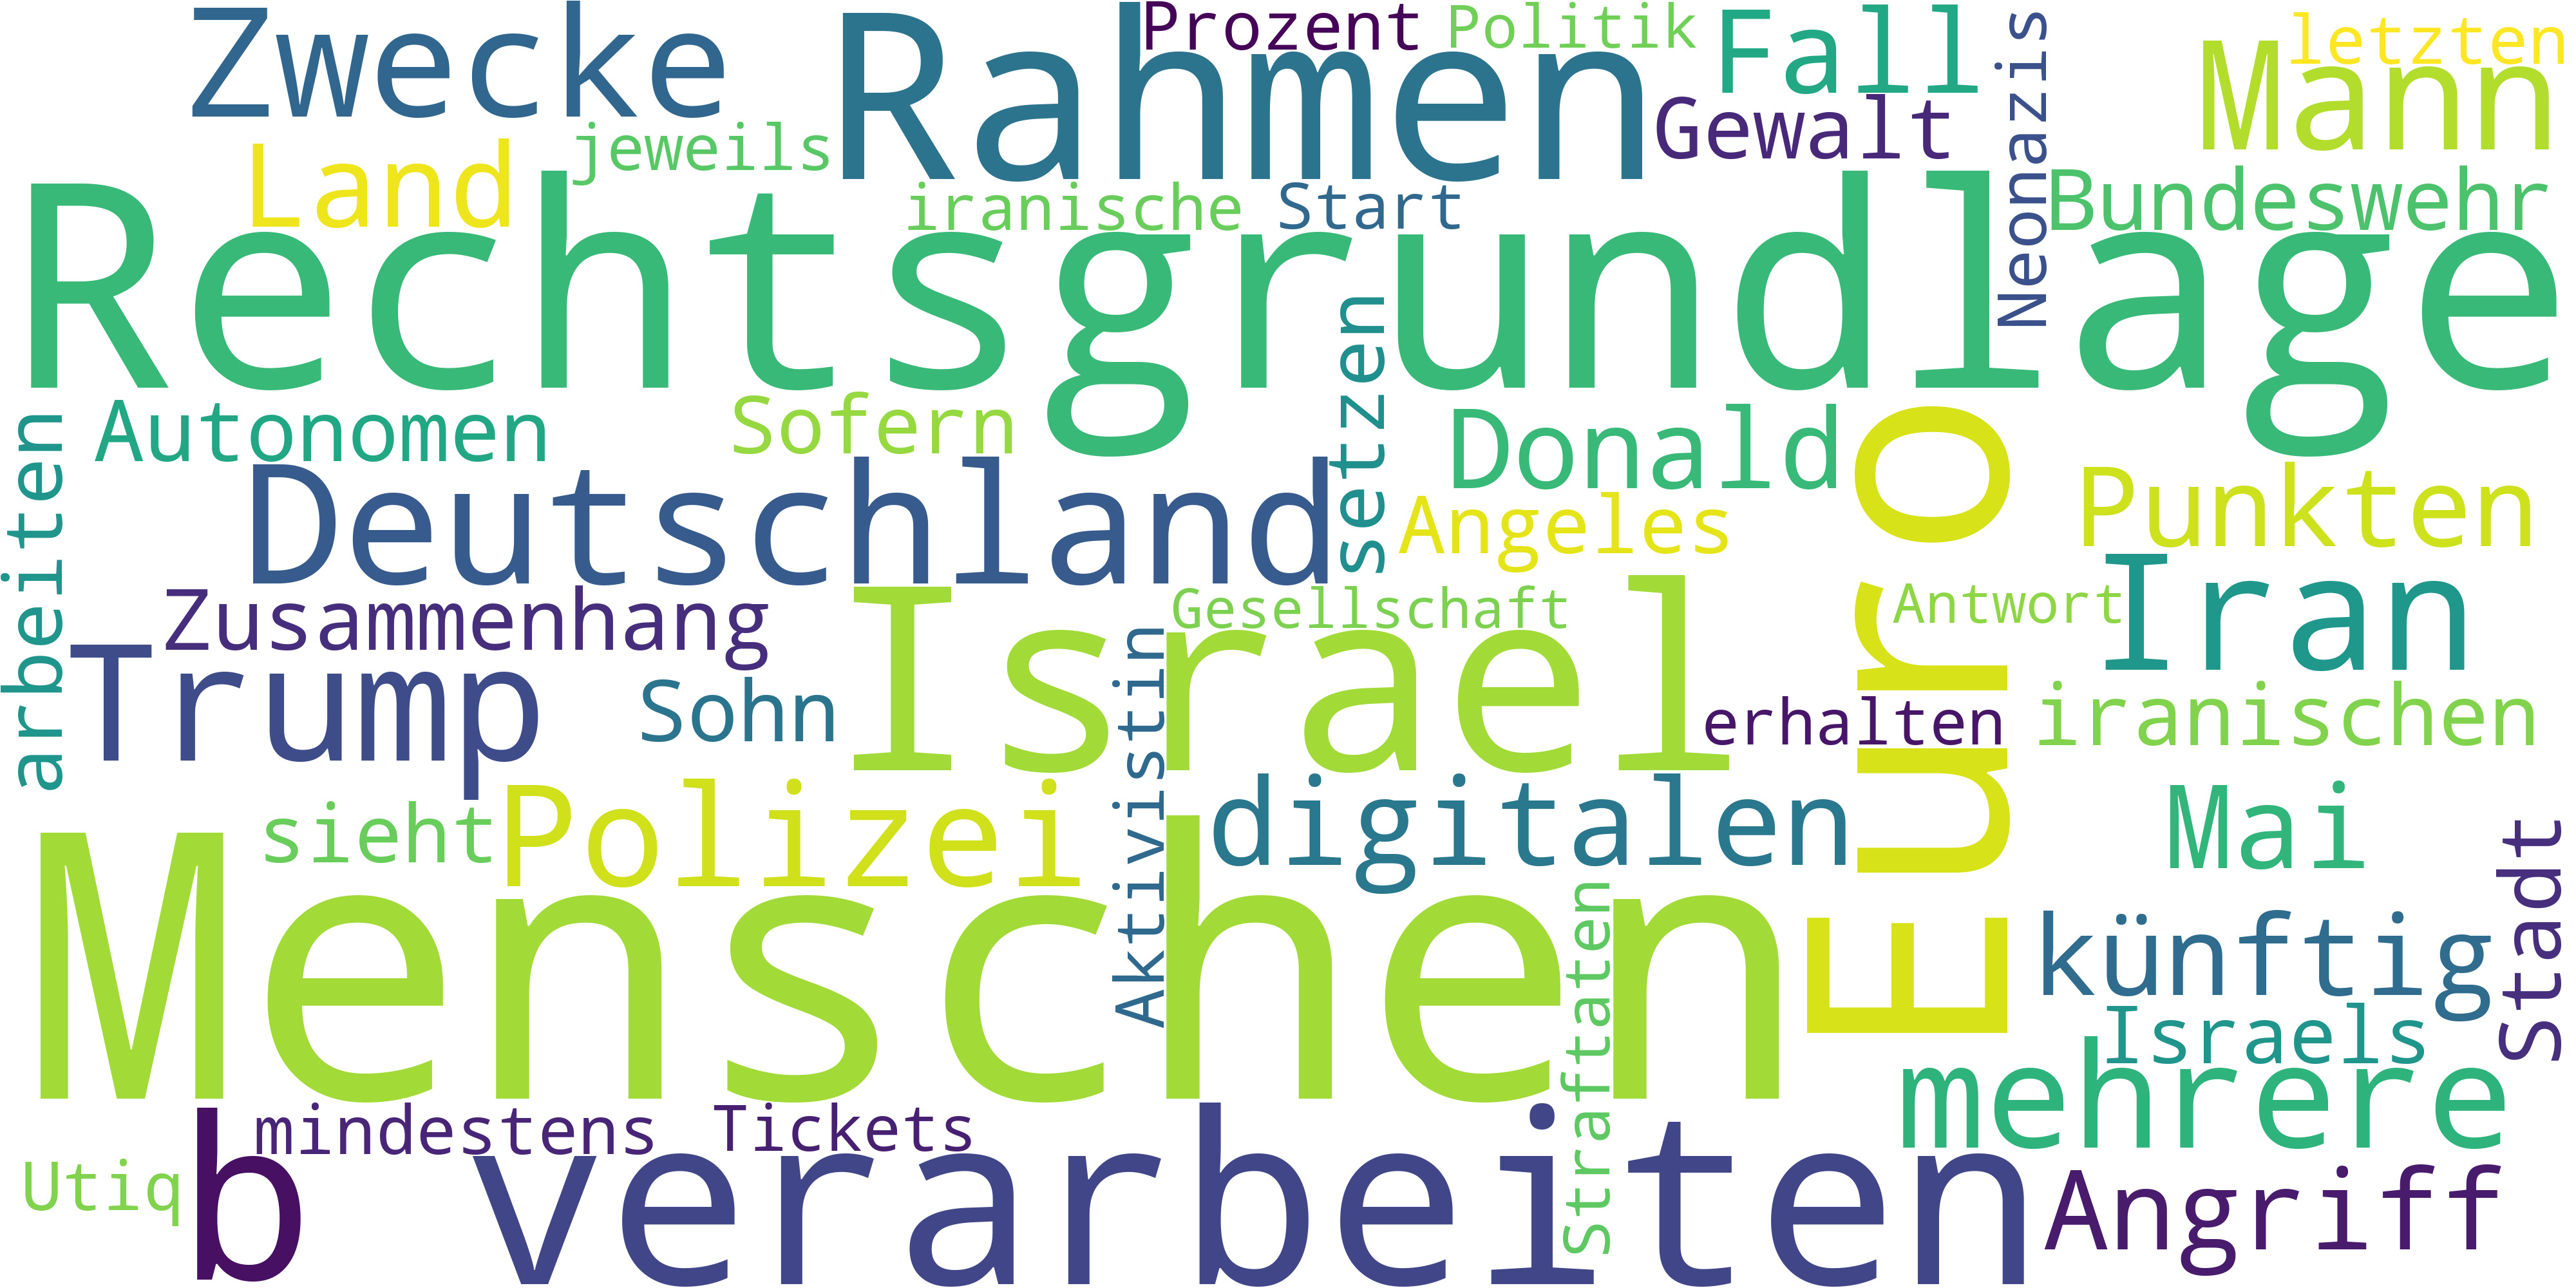 Zwecke
Rahmen
Prozent
Politik
Fall
Neonazis
Mann
letzten
Land
jeweils
Gewalt
iranische
Start
Bundeswehr
Rechtsgrundlage
arbeiten
Autonomen
Sofern
setzen
Donald
Euro
Punkten
Deutschland
Angeles
Zusammenhang
Israel
Gesellschaft
Antwort
Iran
Trump
Sohn
Aktivistin
erhalten
iranischen
sieht
Polizei
digitalen
Mai
Stadt
Menschen
Straftaten
künftig
Israels
mehrere
mindestens
Tickets
Utiq
b
verarbeiten
Angriff